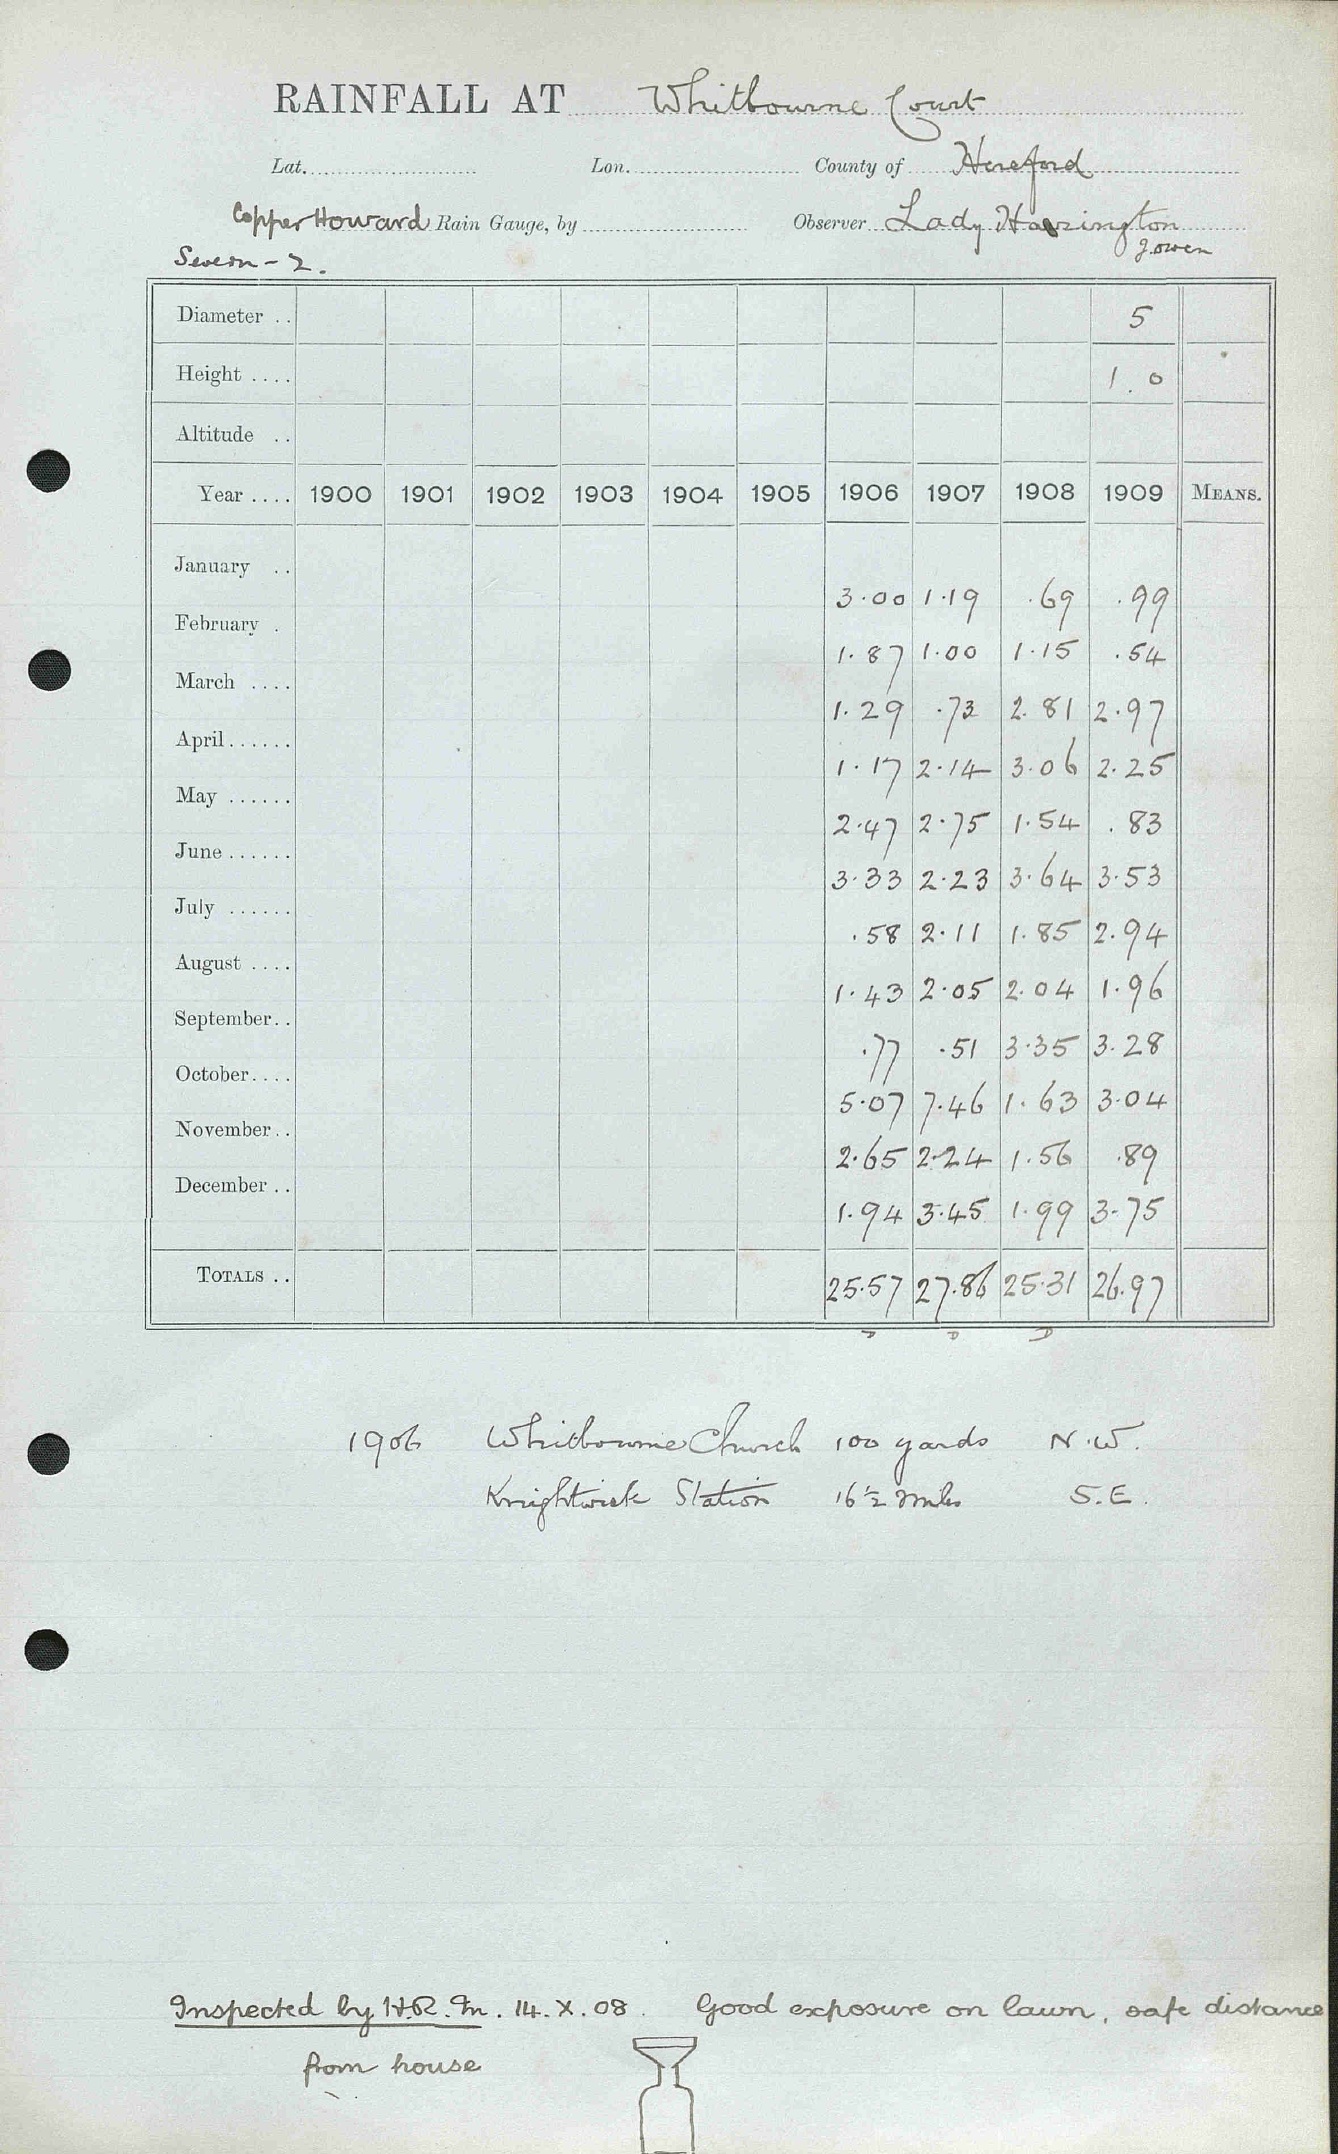 RAINFALL AT Whitbourne Court
Lat. Lon. County of Hereford
Copper Howard Rain Gauge, by Observer Lady Harrington
J. Owen
Severn - 2.
Diameter .. 5
Height .... 1.0
Altitude ..
Year .... 1900 1901 1902 1903 1904 1905 1906 1907 1908 1909 MEANS.
January .. 3.00 1.19 .69 .99
February . 1.87 1.00 1.15 .54
March .... 1.29 .73 2.81 2.97
April...... 1.17 2.14 3.06 2.25
May ...... 2.47 2.75 1.54 .83
June...... 3.33 2.23 3.64 3.53
July ...... .58 2.11 1.85 2.94
August .... 1.43 2.05 2.04 1.96
September.. .77 .51 3.35 3.28
October.... 5.07 7.46 1.63 3.04
November.. 2.65 2.24 1.56 .89
December .. 1.94 3.45 1.99 3.75
TOTALS .. 25.57 27.86 25.31 26.97
1906 Whitbourne Church 100 yards N.W.
Knightwick Station 16½ miles S.E.
Inspected by H.R.M. 14.X.08. Good exposure on lawn, safe distance
from house